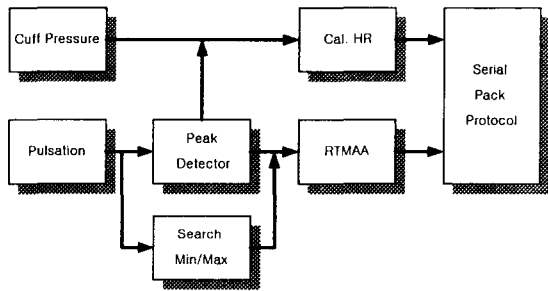 Cuff Pressure
Cal. HR
Serial
Pack
Protocol
Pulsation
Peak
Detector
RTMAA
Search
Min/Max